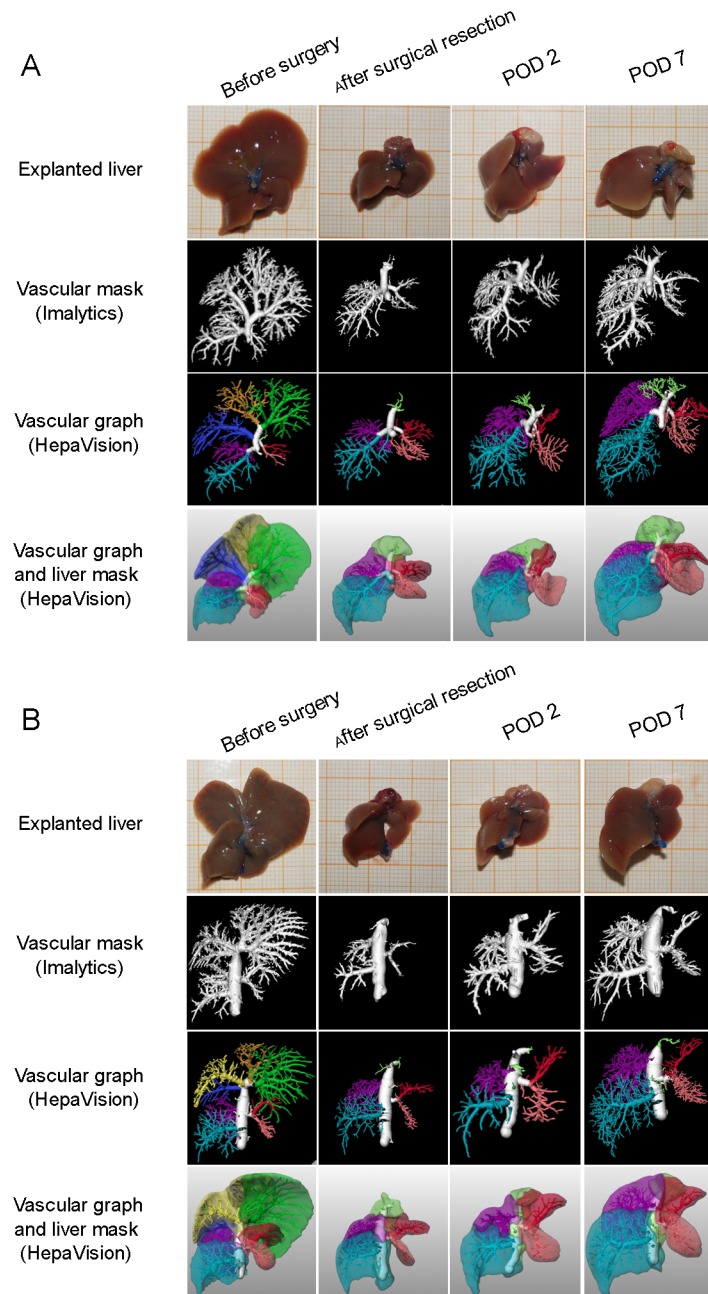 A
Before surgery
After surgical resection
POD 2
POD 7
Explanted liver
Vascular mask
(Imalytics)
Vascular graph
(HepaVision)
Vascular graph
and liver mask
(HepaVision)
B
Before surgery
After surgical resection
POD 2
POD 7
Explanted liver
Vascular mask
(Imalytics)
Vascular graph
(HepaVision)
Vascular graph
and liver mask
(HepaVision)